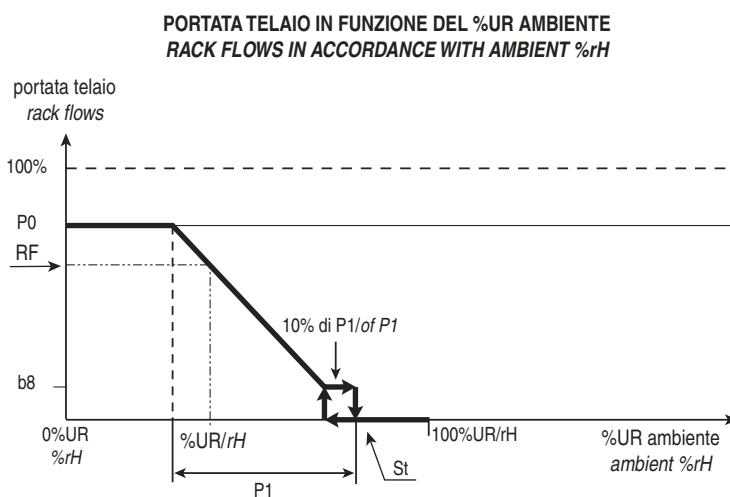 PORTATA TELAIO IN FUNZIONE DEL %UR AMBIENTE
RACK FLOWS IN ACCORDANCE WITH AMBIENT %rH
portata telaio
rack flows
100%
P0
RF
10% di P1/of P1
b8
0%UR
%rH
%UR/rH
100%UR/rH
%UR ambiente
ambient %rH
St
P1